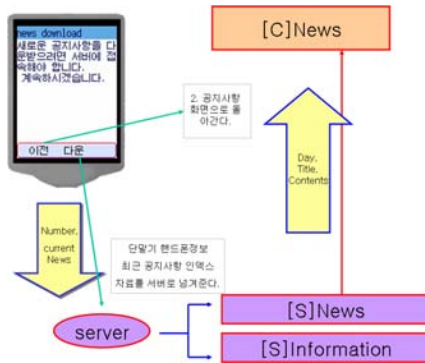 news download
새로운 공지사항을 다
운받으려면 서버에 접
속해야 합니다.
계속하시겠습니다.
이전 다운
2. 공지사항
화면으로 돌
아간다.
[C]News
Day,
Title,
Contents
Number,
current
News
단말기 핸드폰정보
최근 공지사항 인덱스
자료를 서버로 넘겨준다.
server
[S]News
[S]Information